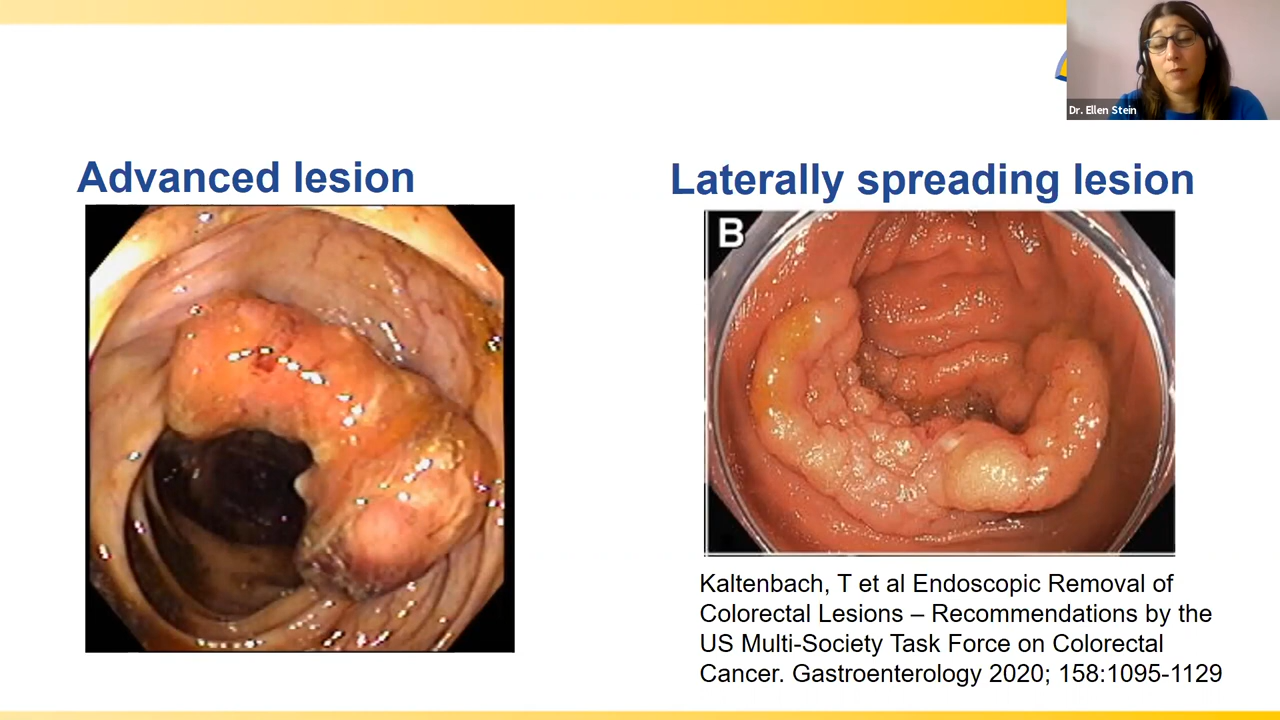 Dr. Ellen Stein
Advanced lesion
Laterally spreading lesion
B
Kaltenbach, T et al Endoscopic Removal of
Colorectal Lesions – Recommendations by the
US Multi-Society Task Force on Colorectal
Cancer. Gastroenterology 2020; 158:1095-1129